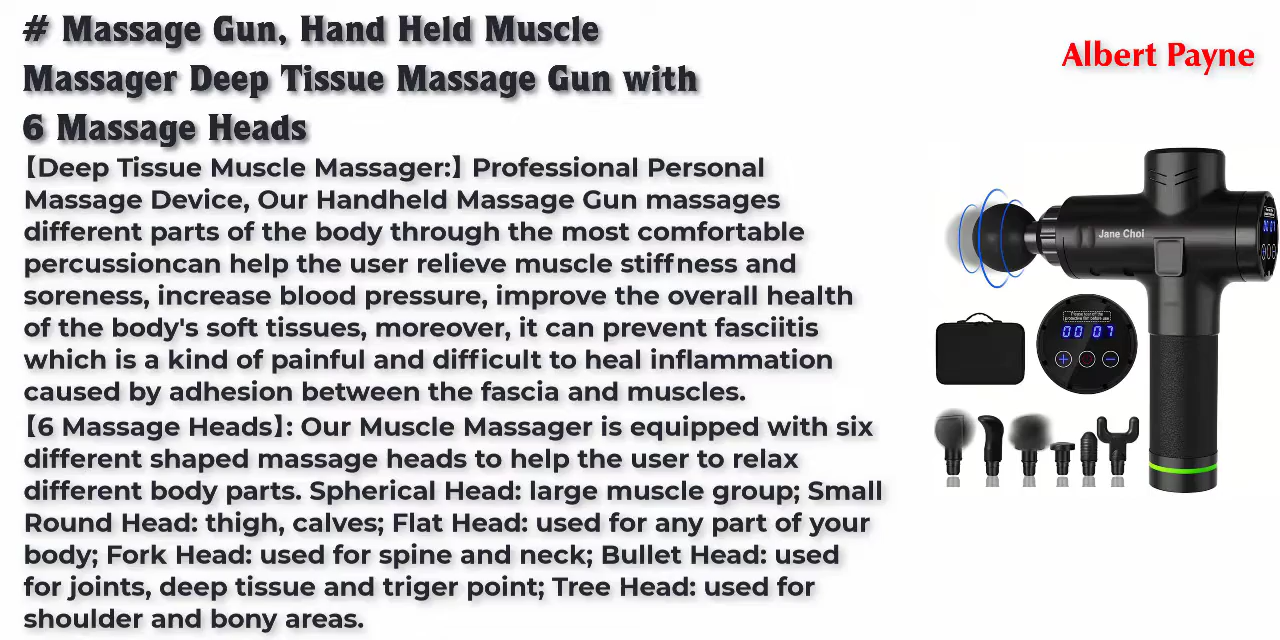 # Massage Gun, Hand Held Muscle
Massager Deep Tissue Massage Gun with
6 Massage Heads
Albert Payne
【Deep Tissue Muscle Massager:】 Professional Personal
Massage Device, Our Handheld Massage Gun massages
different parts of the body through the most comfortable
percussioncan help the user relieve muscle stiffness and
soreness, increase blood pressure, improve the overall health
of the body's soft tissues, moreover, it can prevent fasciitis
which is a kind of painful and difficult to heal inflammation
caused by adhesion between the fascia and muscles.
【6 Massage Heads】: Our Muscle Massager is equipped with six
different shaped massage heads to help the user to relax
different body parts. Spherical Head: large muscle group; Small
Round Head: thigh, calves; Flat Head: used for any part of your
body; Fork Head: used for spine and neck; Bullet Head: used
for joints, deep tissue and triger point; Tree Head: used for
shoulder and bony areas.
Jane Choi
Please tear off the
protective film before use
00 07